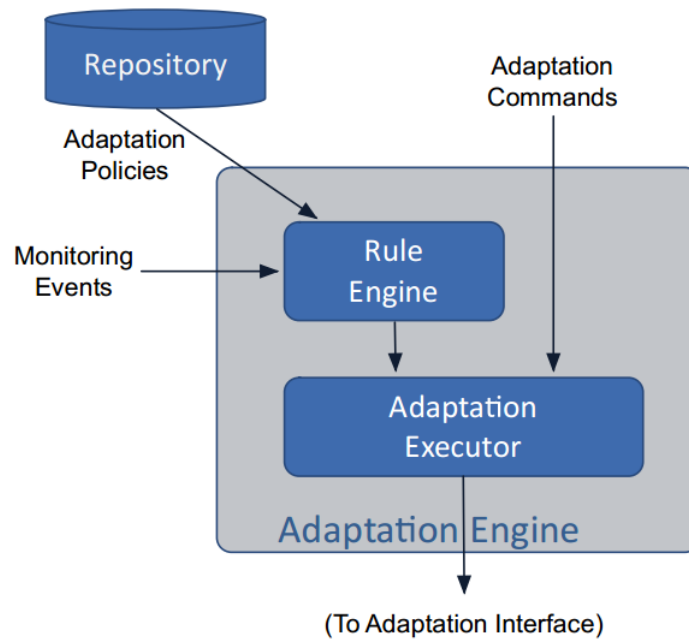 Repository
Adaptation
Commands
Adaptation
Policies
Monitoring
Events
Rule
Engine
Adaptation
Executor
Adaptation Engine
(To Adaptation Interface)